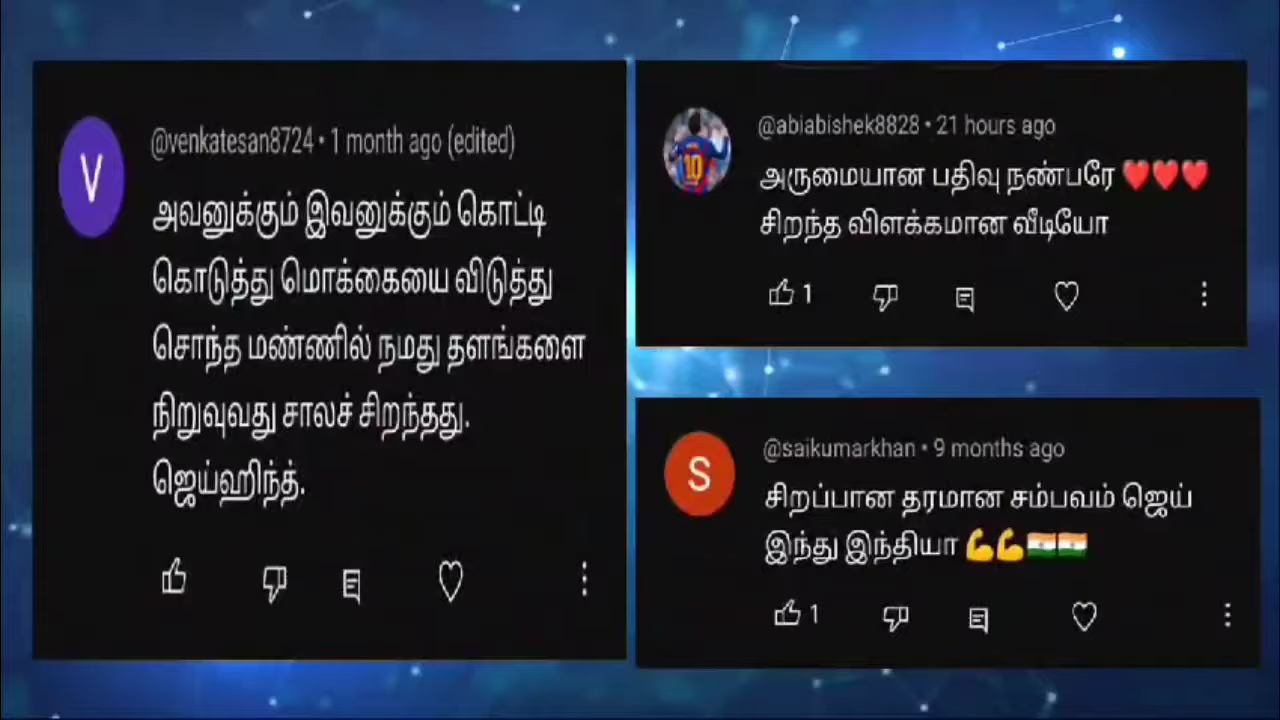 V
@venkatesan8724 • 1 month ago (edited)
அவனுக்கும் இவனுக்கும் கொட்டி
கொடுத்து மொக்கையை விடுத்து
சொந்த மண்ணில் நமது தளங்களை
நிறுவுவது சாலச் சிறந்தது.
ஜெய்ஹிந்த்.
10
@abiabishek8828 • 21 hours ago
அருமையான பதிவு நண்பரே ❤️❤️❤️
சிறந்த விளக்கமான வீடியோ
1
S
@saikumarkhan • 9 months ago
சிறப்பான தரமான சம்பவம் ஜெய்
இந்து இந்தியா 💪💪🇮🇳🇮🇳
1